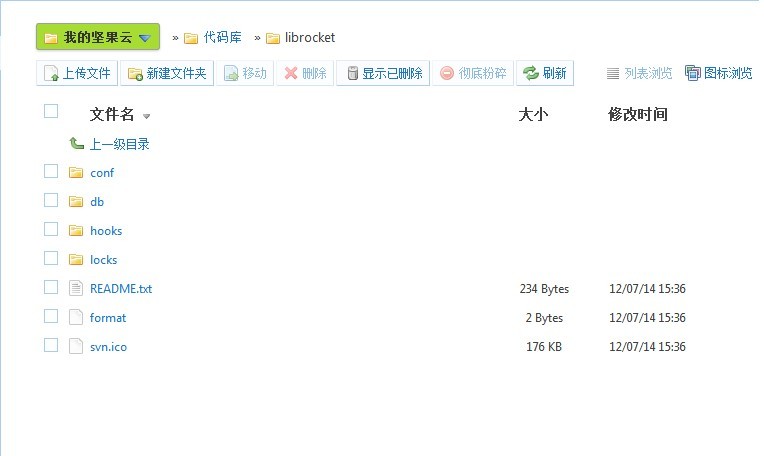 我的坚果云 » 代码库 » librocket
上传文件 新建文件夹 移动 删除 显示已删除 彻底粉碎 刷新 列表浏览 图标浏览
文件名 大小 修改时间
上一级目录
conf
db
hooks
locks
README.txt 234 Bytes 12/07/14 15:36
format 2 Bytes 12/07/14 15:36
svn.ico 176 KB 12/07/14 15:36